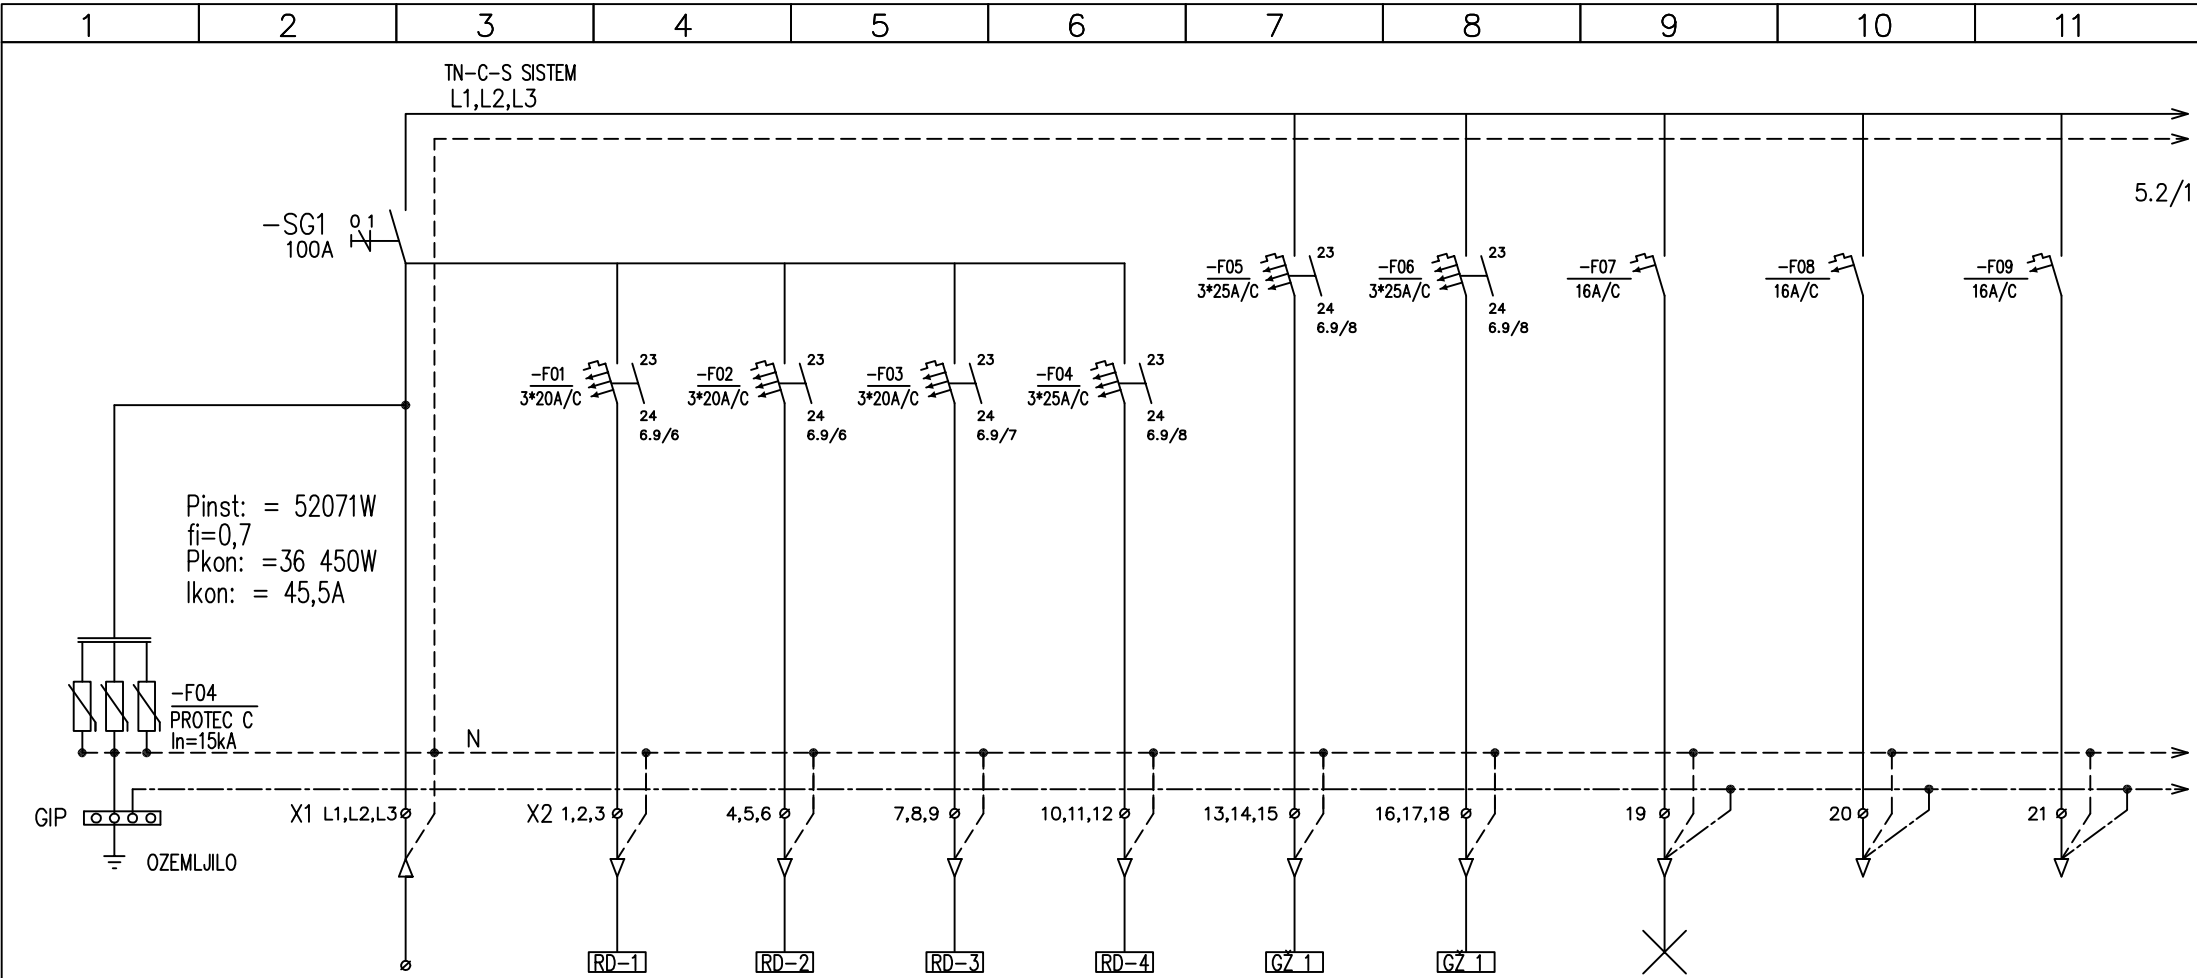 1 2 3 4 5 6 7 8 9 10 11
TN-C-S SISTEM
L1,L2,L3
5.2/1
-SG1
100A
0 1
-F05
3*25A/C
23
24
6.9/8
-F06
3*25A/C
23
24
6.9/8
-F07
16A/C
-F08
16A/C
-F09
16A/C
-F01
3*20A/C
23
24
6.9/6
-F02
3*20A/C
23
24
6.9/6
-F03
3*20A/C
23
24
6.9/7
-F04
3*25A/C
23
24
6.9/8
Pinst: = 52071W
fi=0,7
Pkon: =36 450W
Ikon: = 45,5A
-F04
PROTEC C
In=15kA
N
GIP
OZEMLJILO
X1 L1,L2,L3
X2 1,2,3
4,5,6
7,8,9
10,11,12
13,14,15
16,17,18
19
20
21
RD-1
RD-2
RD-3
RD-4
GŽ 1
GŽ 1